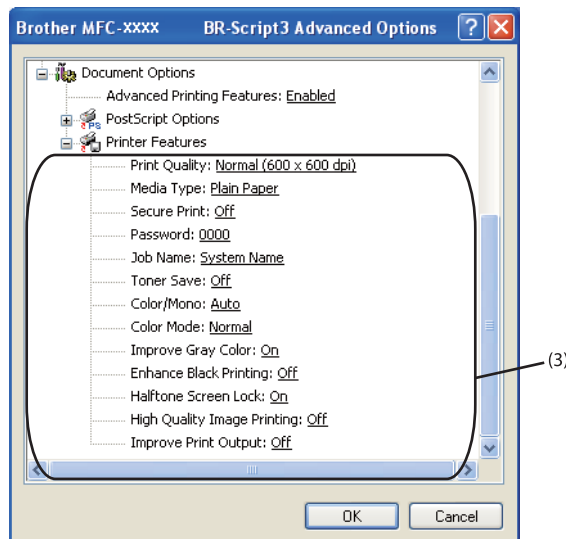 Brother MFC-XXXX BR-Script3 Advanced Options
Document Options
Advanced Printing Features: Enabled
PostScript Options
Printer Features
Print Quality: Normal (600 x 600 dpi)
Media Type: Plain Paper
Secure Print: Off
Password: 0000
Job Name: System Name
Toner Save: Off
Color/Mono: Auto
Color Mode: Normal
Improve Gray Color: On
Enhance Black Printing: Off
Halftone Screen Lock: On
High Quality Image Printing: Off
Improve Print Output: Off
(3)
OK Cancel